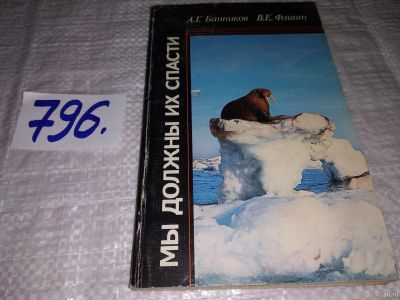 А.Г. Банников В.Е. Флинт
МЫ ДОЛЖНЫ ИХ СПАСТИ
796.